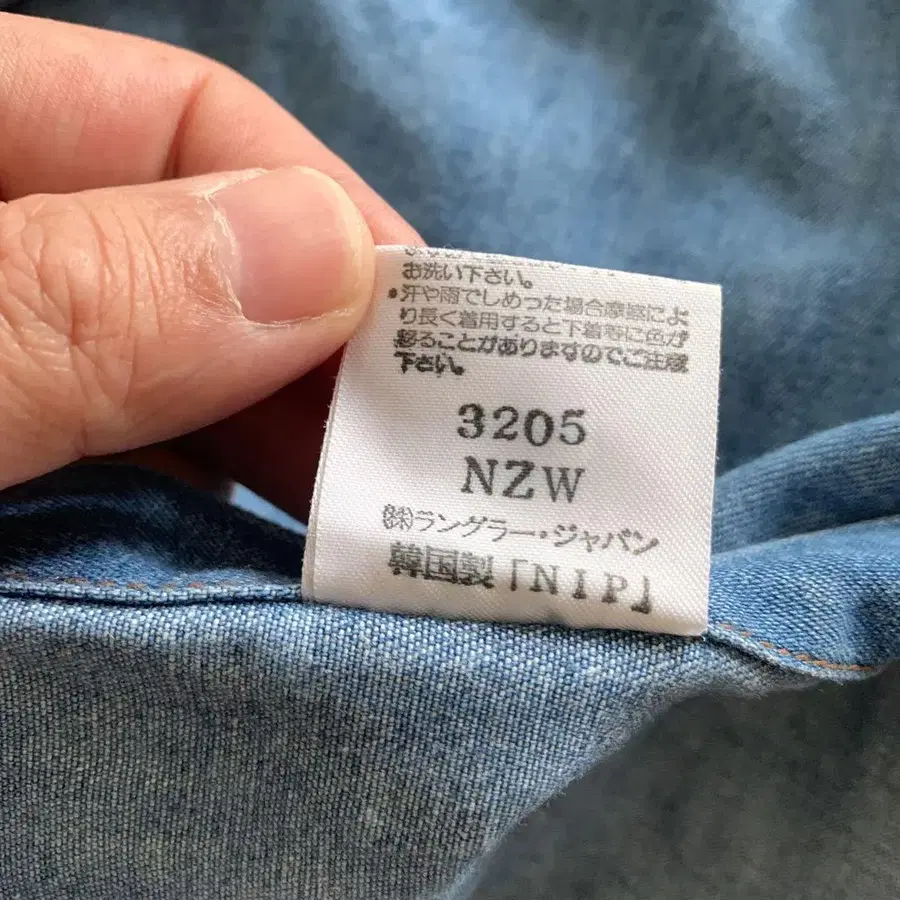 お洗い下さい。
・汗や雨でしめった場合摩擦によ
り長く着用すると下着等に色が
移ることがありますのでご注意
下さい。
3205
NZW
㈱ラングラー・ジャパン
韓国製「NIP」